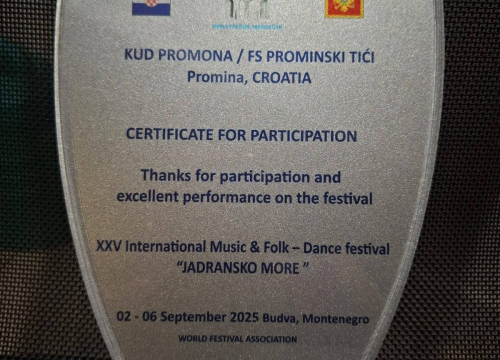 KUD PROMONA / FS PROMINSKI TIĆI
Promina, CROATIA
CERTIFICATE FOR PARTICIPATION
Thanks for participation and
excellent performance on the festival
XXV International Music & Folk – Dance festival
“JADRANSKO MORE ”
02 - 06 September 2025 Budva, Montenegro
WORLD FESTIVAL ASSOCIATION